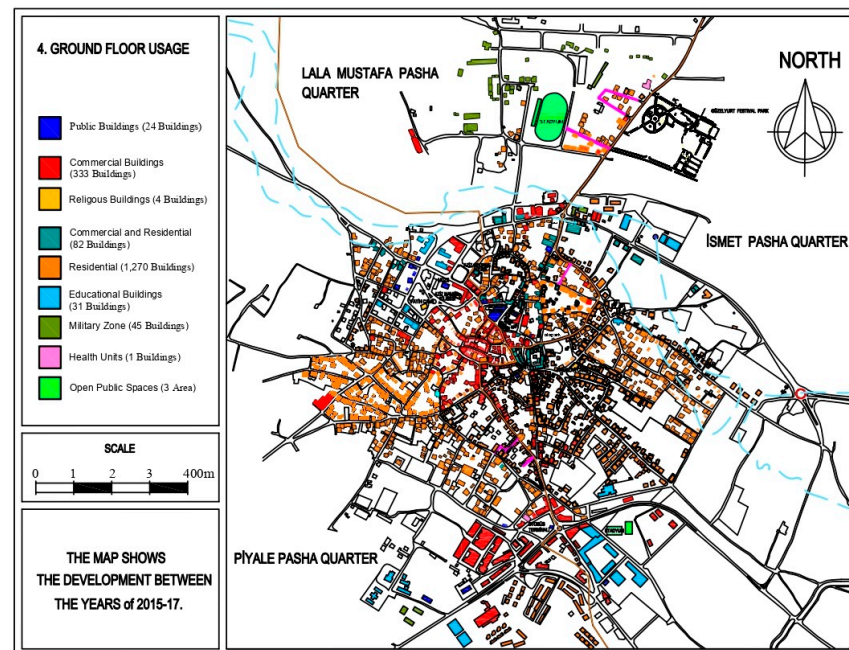 4. GROUND FLOOR USAGE
Public Buildings (24 Buildings)
Commercial Buildings
(333 Buildings)
Religous Buildings (4 Buildings)
Commercial and Residential
(82 Buildings)
Residential (1,270 Buildings)
Educational Buildings
(31 Buildings)
Military Zone (45 Buildings)
Health Units (1 Buildings)
Open Public Spaces (3 Area)
SCALE
0 1 2 3 400m
THE MAP SHOWS
THE DEVELOPMENT BETWEEN
THE YEARS of 2015-17.
LALA MUSTAFA PASHA
QUARTER
NORTH
GÜZELYURT FESTIVAL PARK
İSMET PASHA QUARTER
PİYALE PASHA QUARTER